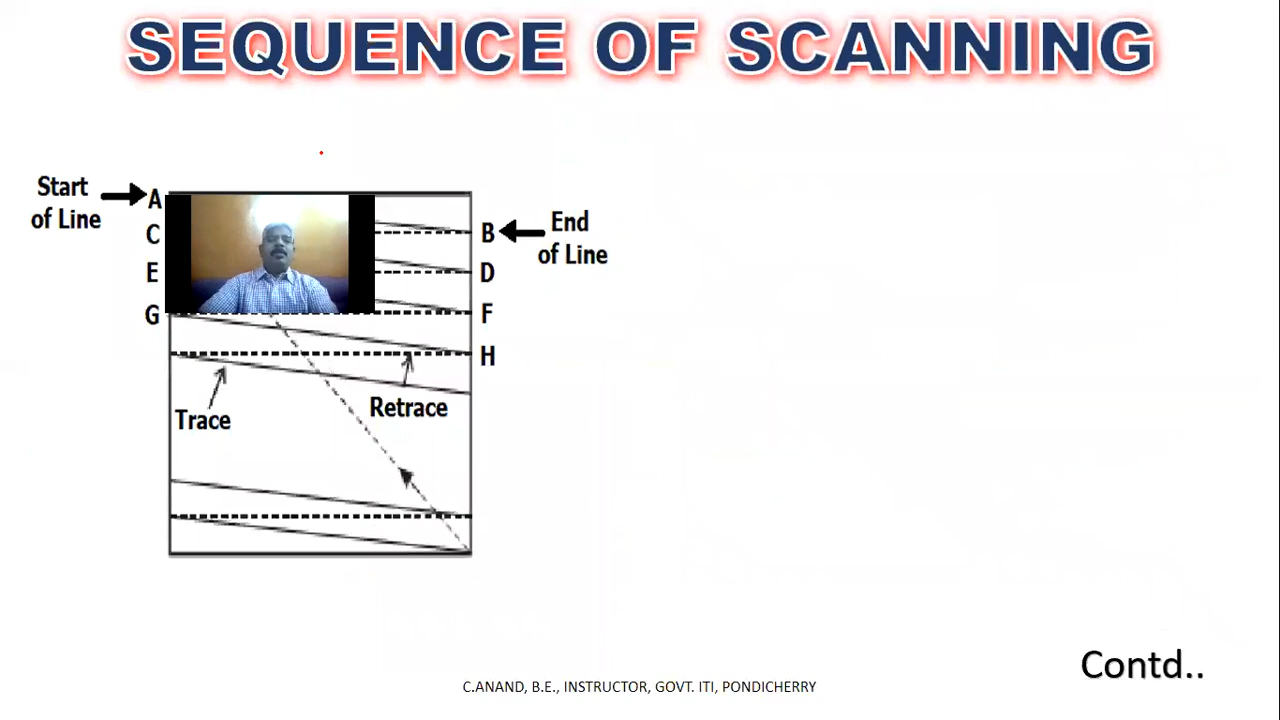 SEQUENCE OF SCANNING
Start
of Line
A
C
E
G
B
D
F
H
End
of Line
Trace
Retrace
Contd..
C.ANAND, B.E., INSTRUCTOR, GOVT. ITI, PONDICHERRY